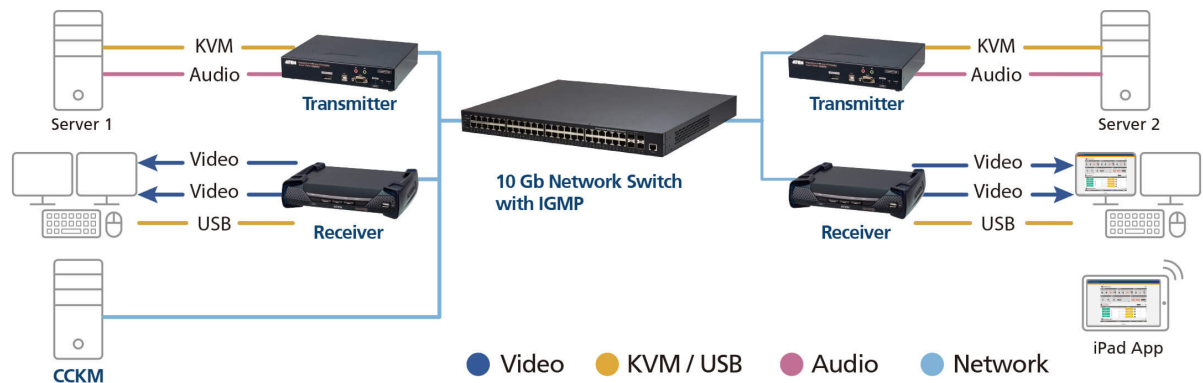 KVM
Audio
Transmitter
Server 1
Video
Video
USB
Receiver
CCKM
10 Gb Network Switch
with IGMP
KVM
Audio
Transmitter
Server 2
Video
Video
USB
Receiver
iPad App
Video
KVM / USB
Audio
Network